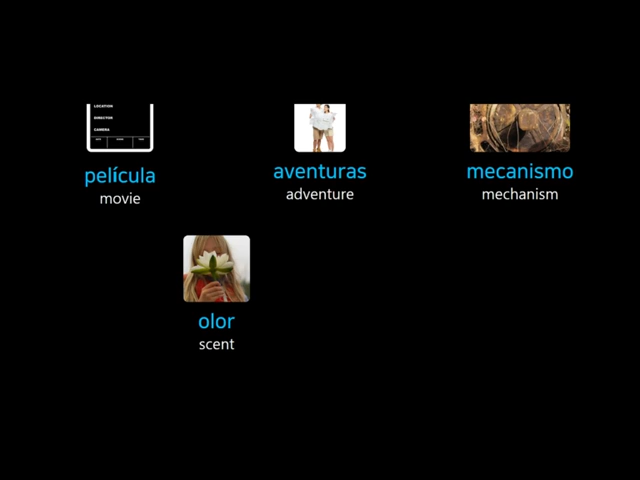 LOCATION
DIRECTOR
CAMERA
película
movie
aventuras
adventure
mecanismo
mechanism
olor
scent